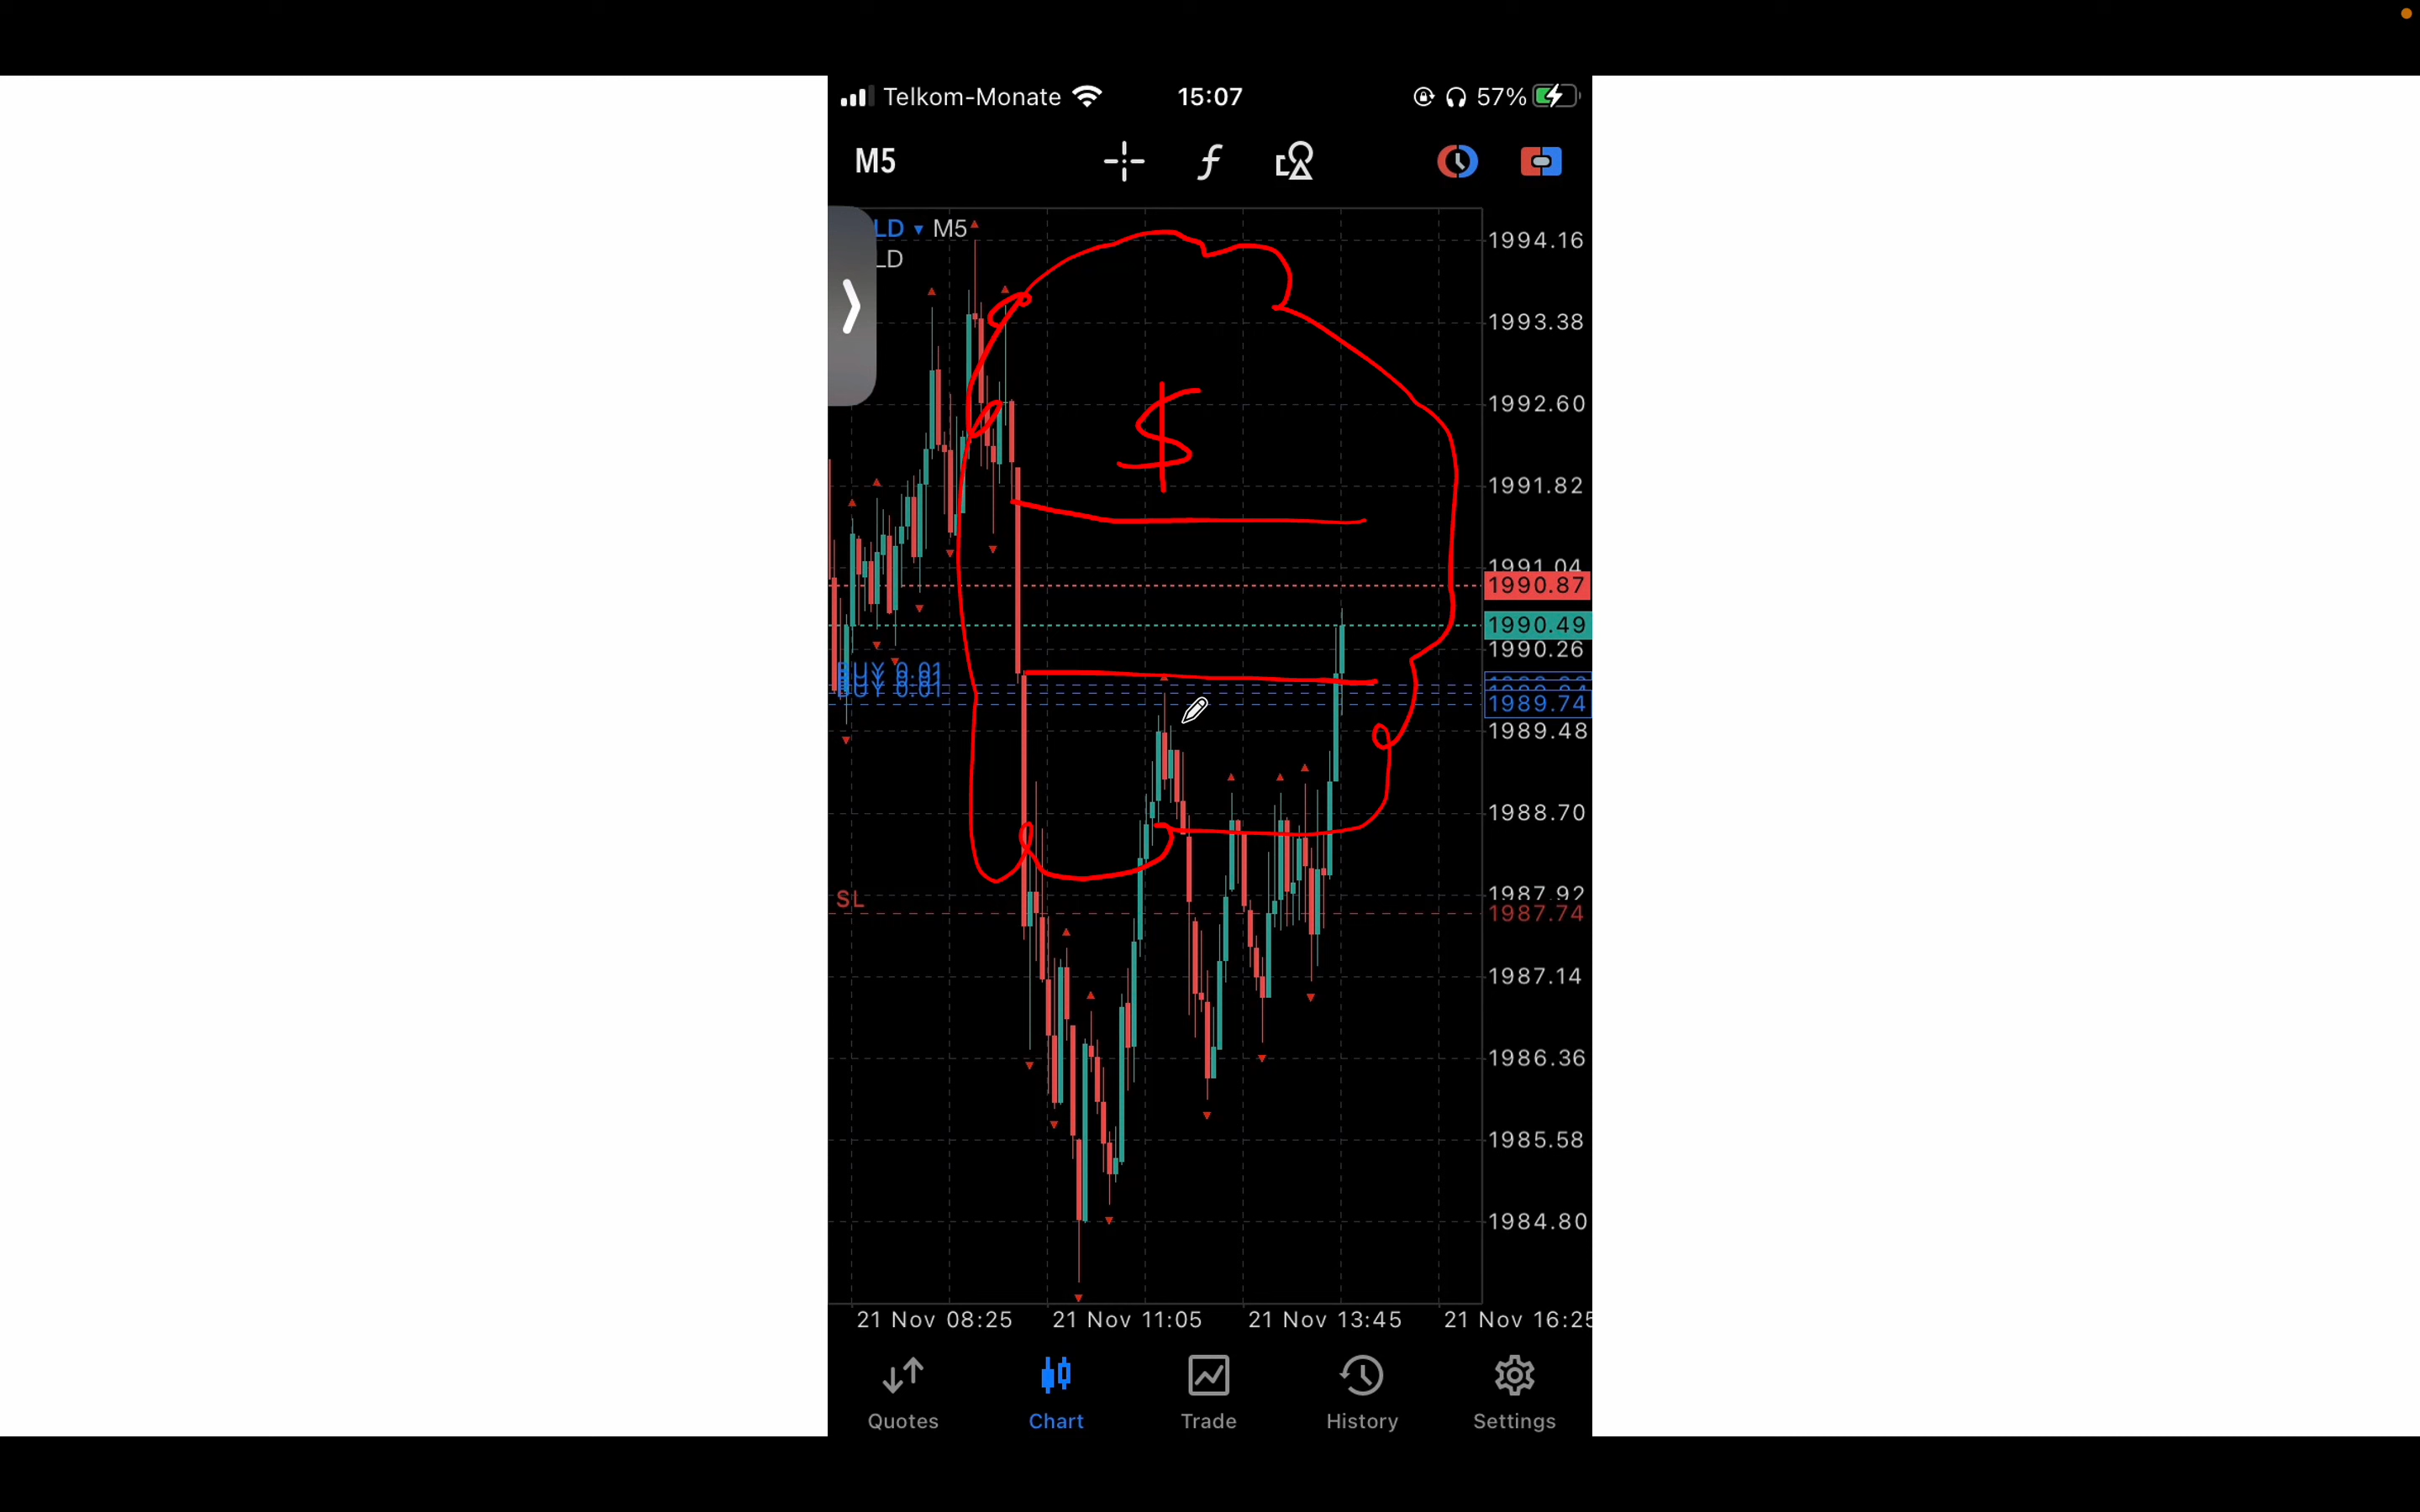 Telkom-Monate 15:07 57%
M5
LD ▾ M5
LD
1994.16
1993.38
$
1992.60
1991.82
1991.04
1990.87
1990.49
1990.26
BUY 0.01
BUY 0.01
1989.74
1989.48
1988.70
SL
1987.92
1987.74
1987.14
1986.36
1985.58
1984.80
21 Nov 08:25 21 Nov 11:05 21 Nov 13:45 21 Nov 16:25
Quotes Chart Trade History Settings